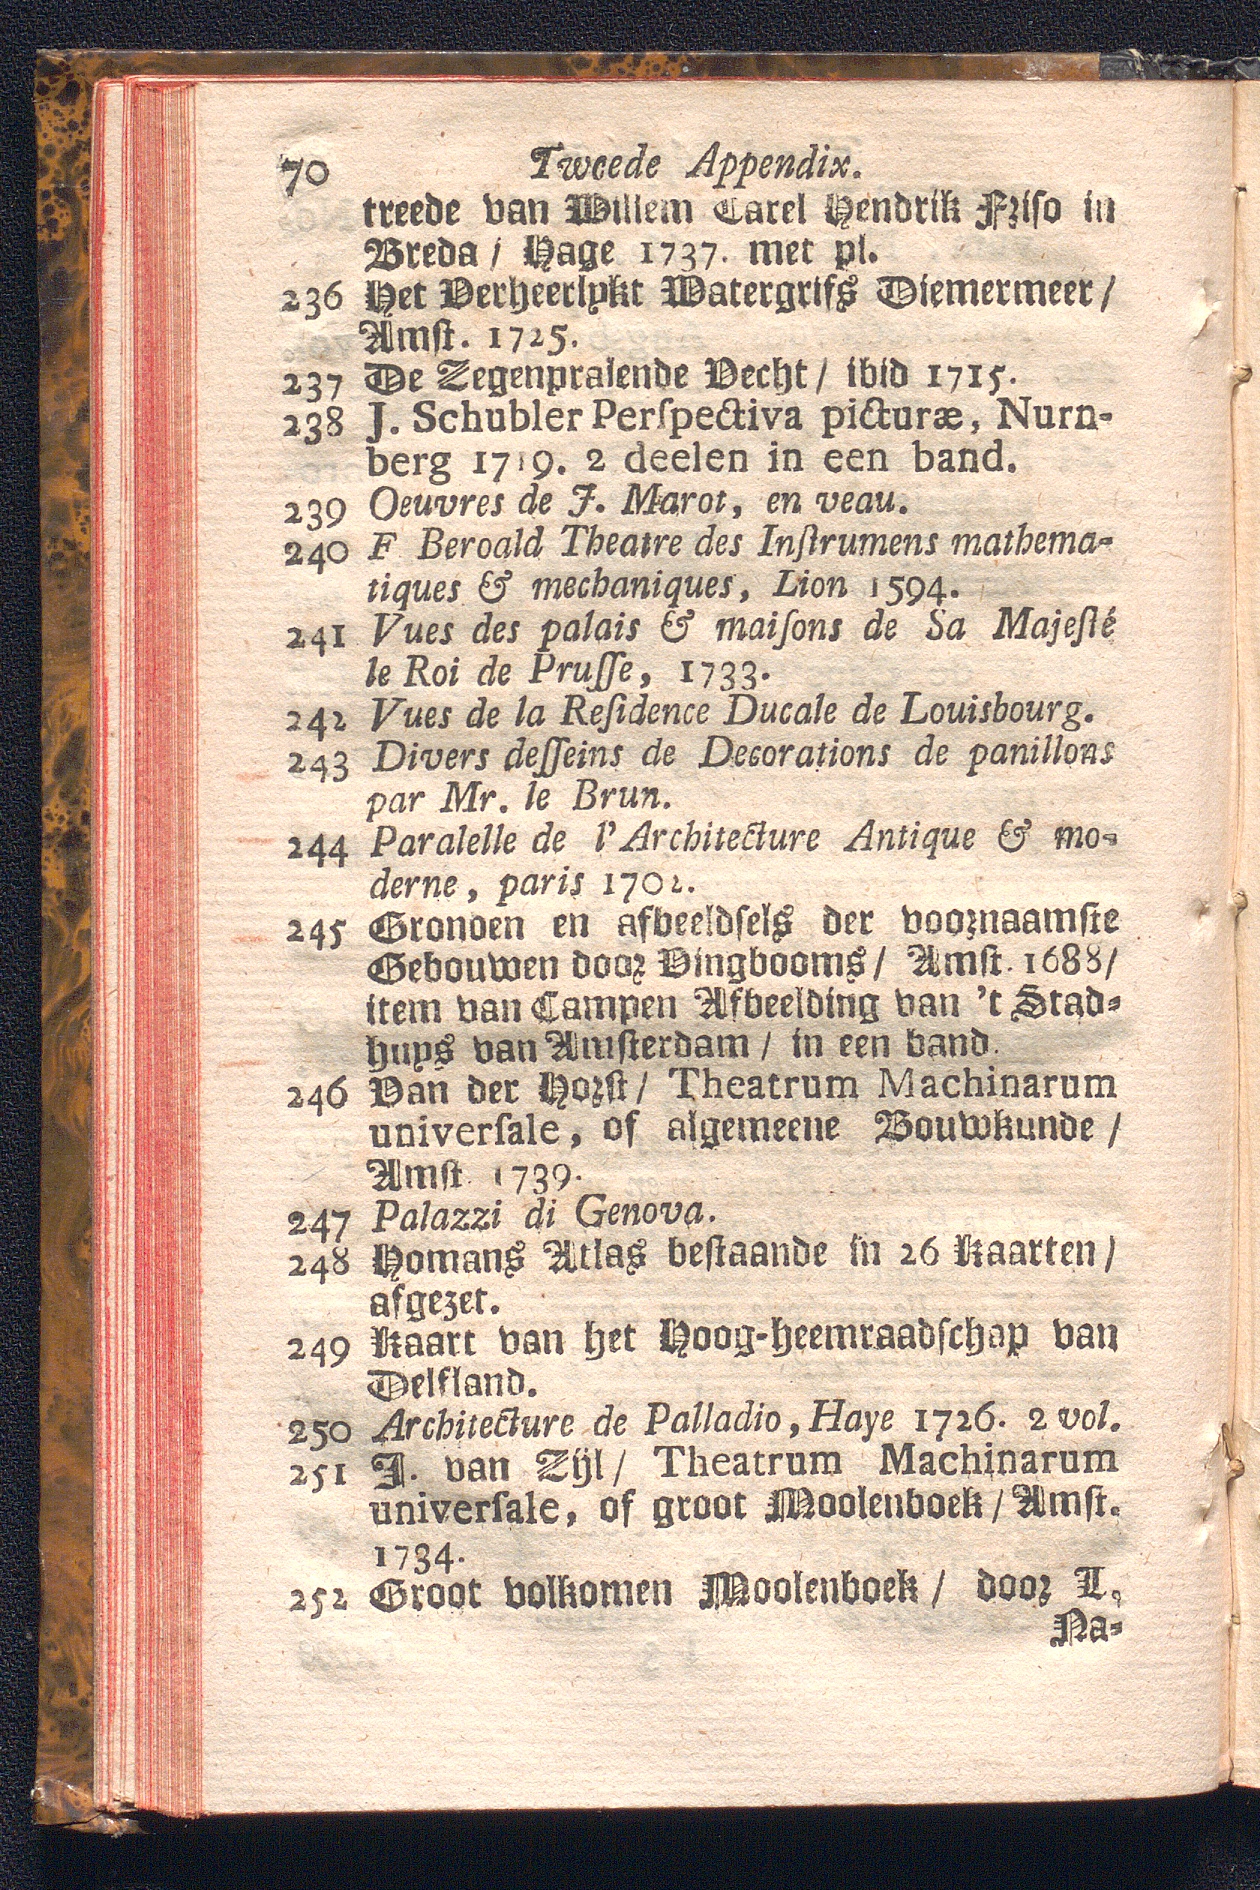 70 Tweede Appendix.
treede van Willem Carel Hendrik Friso in
Breda / Hage 1737. met pl.
236 Het Verheerlykt Watergrifs Diemermeer /
Amſt. 1725.
237 De Zegenpralende Vecht / ibid 1715.
238 J. Schubler Perſpectiva picturæ, Nurn-
berg 1719. 2 deelen in een band.
239 Oeuvres de J. Marot, en veau.
240 F Beroald Theatre des Inſtrumens mathema-
tiques & mechaniques, Lion 1594.
241 Vues des palais & maiſons de Sa Majeſté
le Roi de Pruſſe, 1733.
242 Vues de la Reſidence Ducale de Louisbourg.
243 Divers deſſeins de Decorations de panillons
par Mr. le Brun.
244 Paralelle de l'Architecture Antique & mo-
derne, paris 1702.
245 Gronden en afbeeldſels der voornaamſte
Gebouwen door Vingbooms / Amſt. 1688/
item van Campen Afbeelding van 't Stad-
huys van Amſterdam / in een band.
246 Van der Horſt / Theatrum Machinarum
univerſale, of algemeene Bouwkunde /
Amſt. 1739.
247 Palazzi di Genova.
248 Homans Atlas beſtaande in 26 Kaarten /
afgezet.
249 Kaart van het Hoog-heemraadſchap van
Delfland.
250 Architecture de Palladio, Haye 1726. 2 vol.
251 J. van Zijl / Theatrum Machinarum
univerſale, of groot Moolenboek / Amſt.
1734.
252 Groot volkomen Moolenboek / door L.
Na-